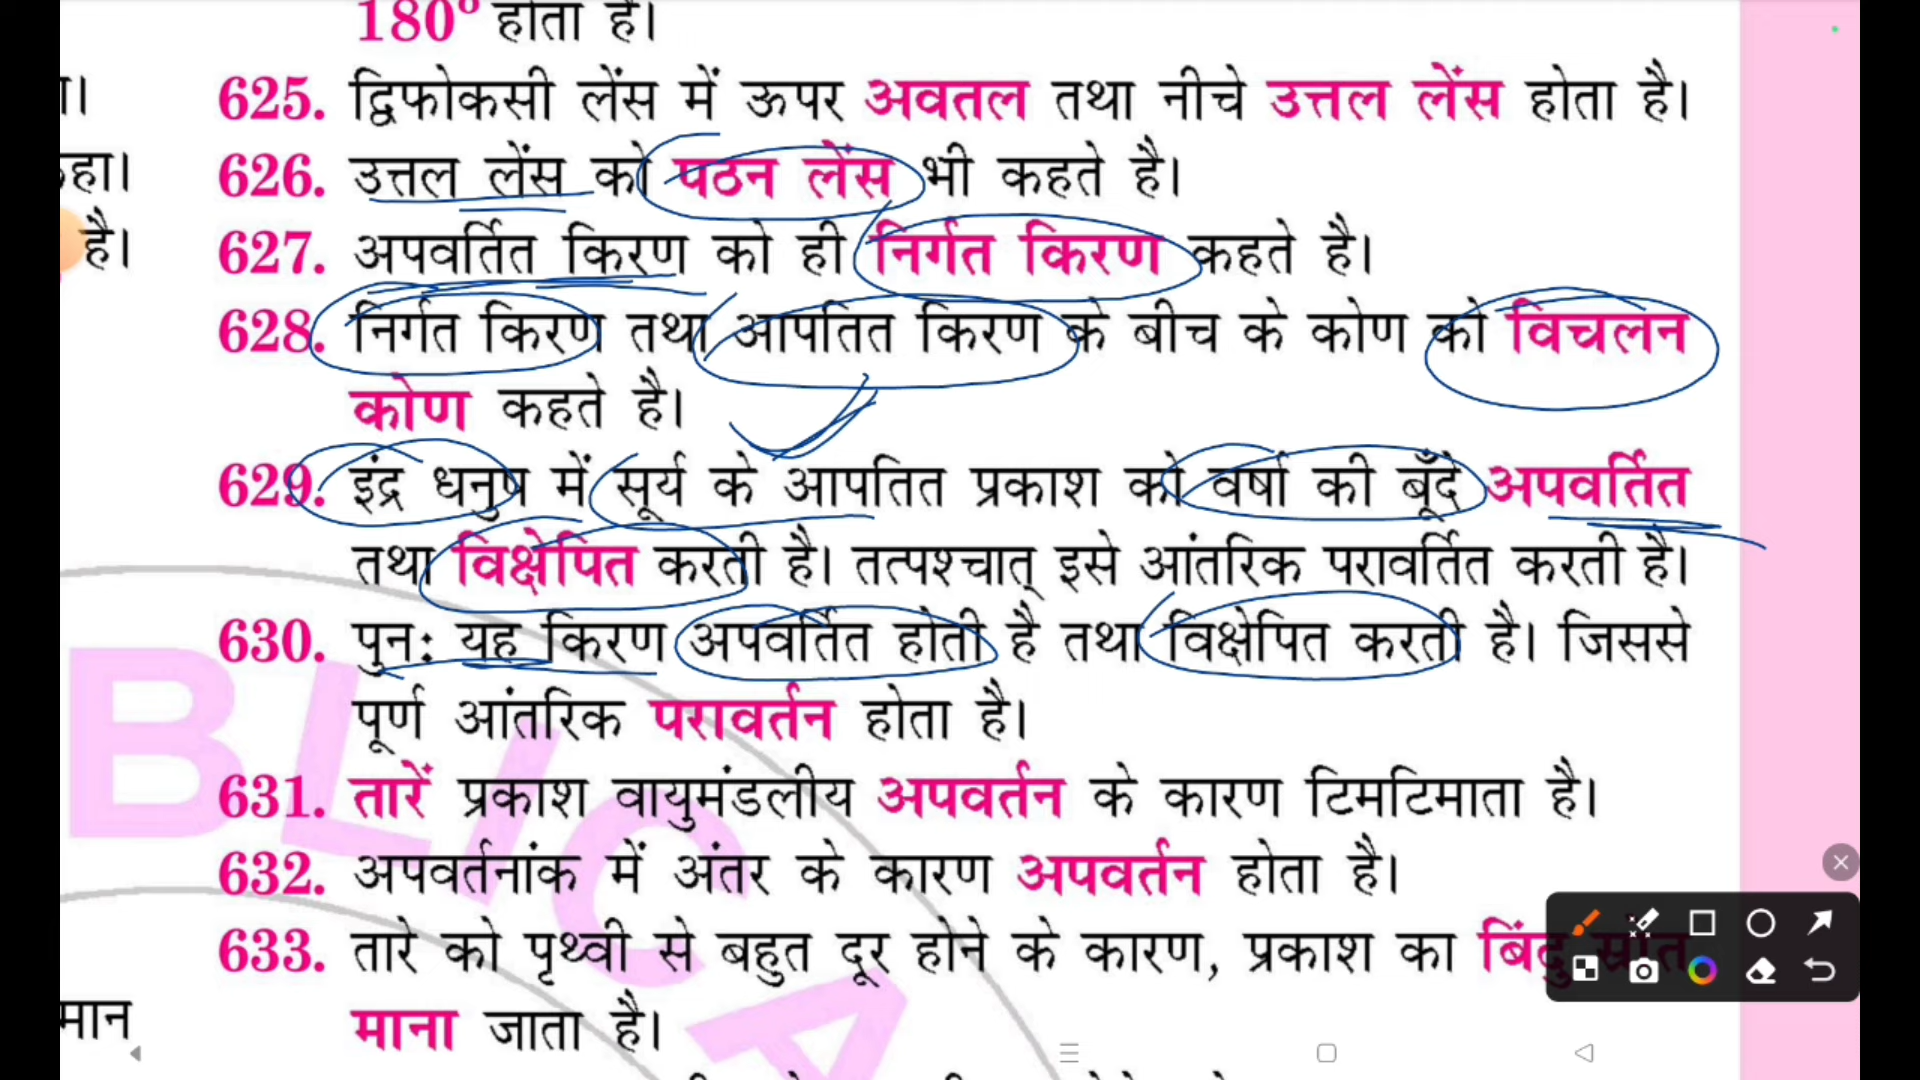 180° होता है।
625. द्विफोकसी लेंस में ऊपर अवतल तथा नीचे उत्तल लेंस होता है।
626. उत्तल लेंस को पठन लेंस भी कहते है।
627. अपवर्तित किरण को ही निर्गत किरण कहते है।
628. निर्गत किरण तथा आपतित किरण के बीच के कोण को विचलन
कोण कहते है।
629. इंद्र धनुष में सूर्य के आपतित प्रकाश को वर्षा की बूँदे अपवर्तित
तथा विक्षेपित करती है। तत्पश्चात् इसे आंतरिक परावर्तित करती है।
630. पुनः यह किरण अपवर्तित होती है तथा विक्षेपित करती है। जिससे
पूर्ण आंतरिक परावर्तन होता है।
631. तारें प्रकाश वायुमंडलीय अपवर्तन के कारण टिमटिमाता है।
632. अपवर्तनांक में अंतर के कारण अपवर्तन होता है।
633. तारे को पृथ्वी से बहुत दूर होने के कारण, प्रकाश का बिंदु स्रोत
माना जाता है।
है।
मान
BLICA